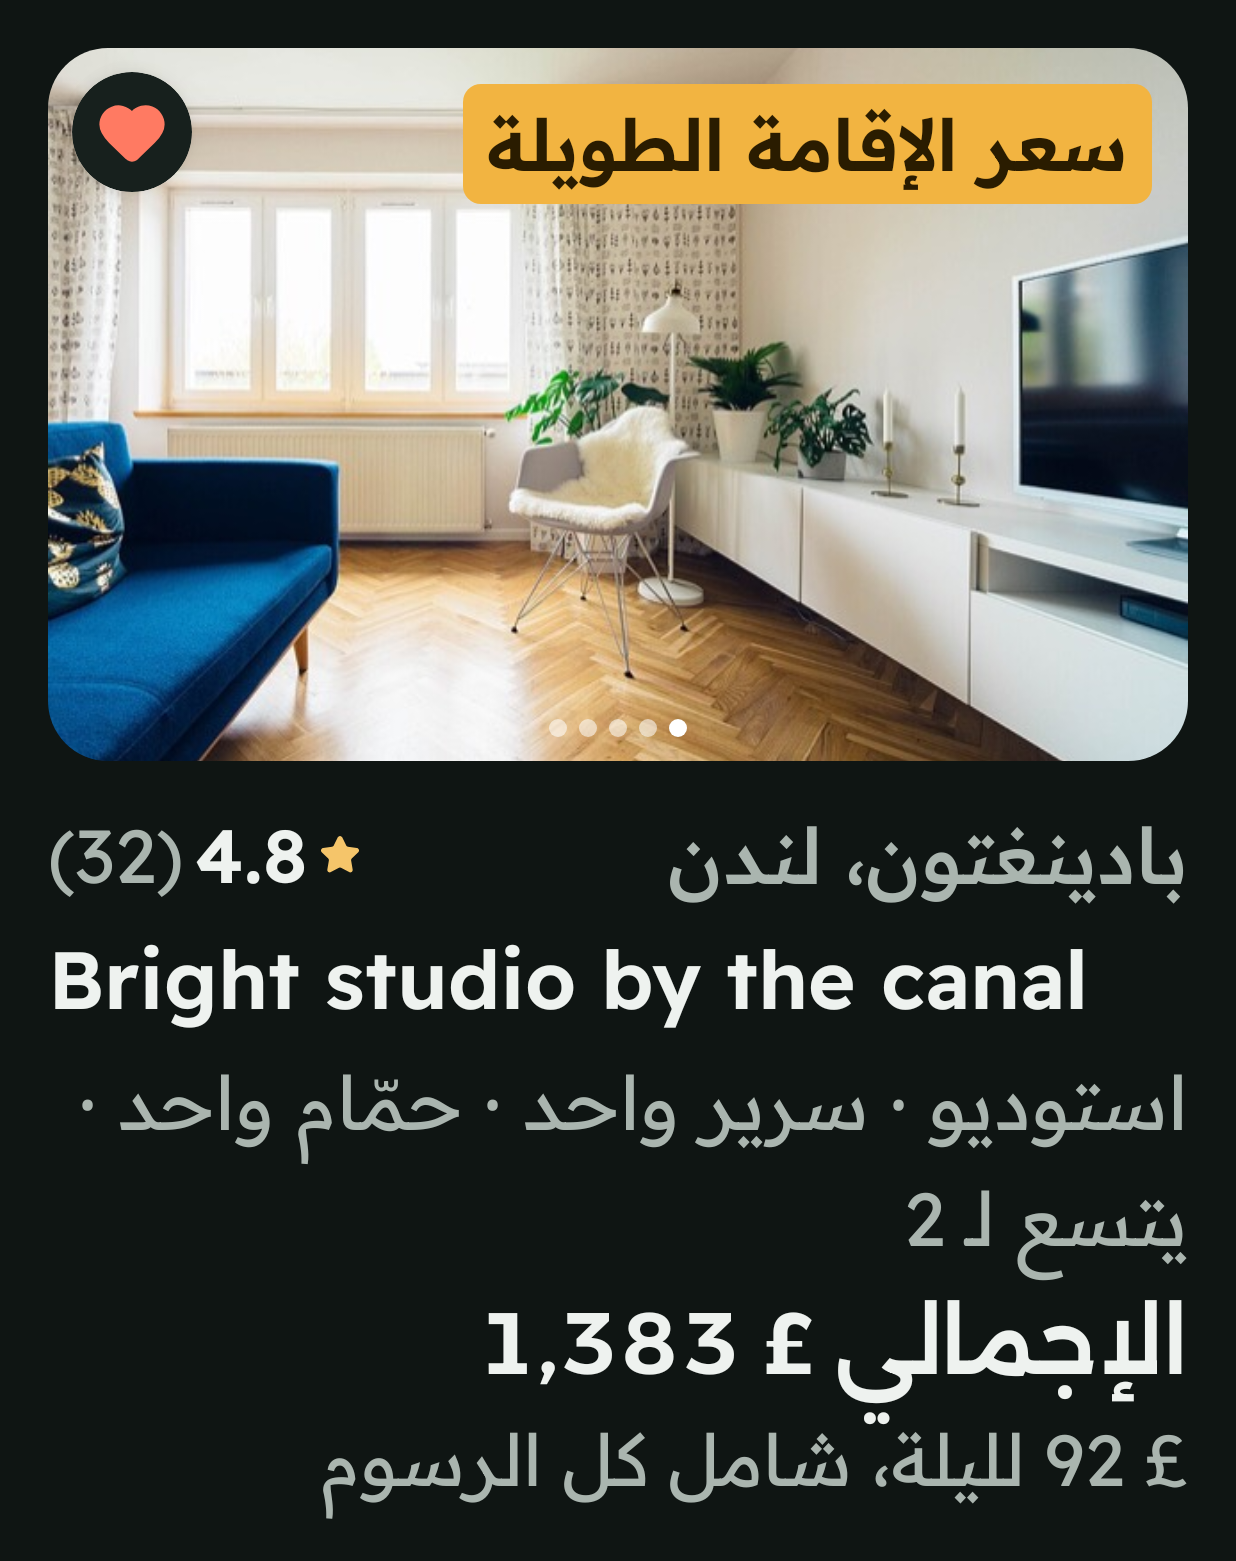 سعر الإقامة الطويلة
بادينغتون، لندن
4.8 (32)
Bright studio by the canal
استوديو · سرير واحد · حمّام واحد ·
يتسع لـ 2
الإجمالي £ 1,383
£ 92 لليلة، شامل كل الرسوم